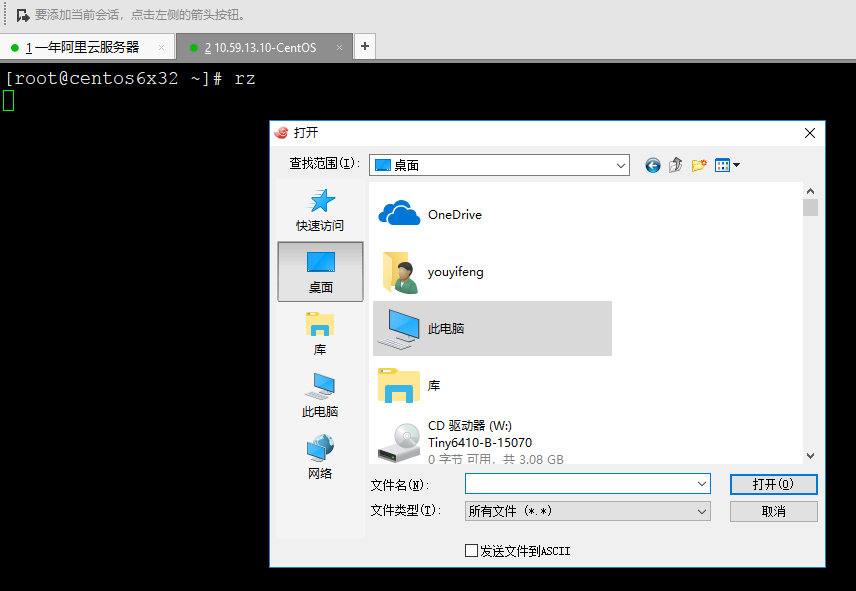 要添加当前会话，点击左侧的箭头按钮。
1 一年阿里云服务器 × 2 10.59.13.10-CentOS × +
[root@centos6x32 ~]# rz
打开
查找范围(I): 桌面
快速访问
桌面
库
此电脑
网络
OneDrive
youyifeng
此电脑
库
CD 驱动器 (W:)
Tiny6410-B-15070
0 字节 可用，共 3.08 GB
文件名(N): 打开(O)
文件类型(T): 所有文件 (*.*) 取消
发送文件到ASCII